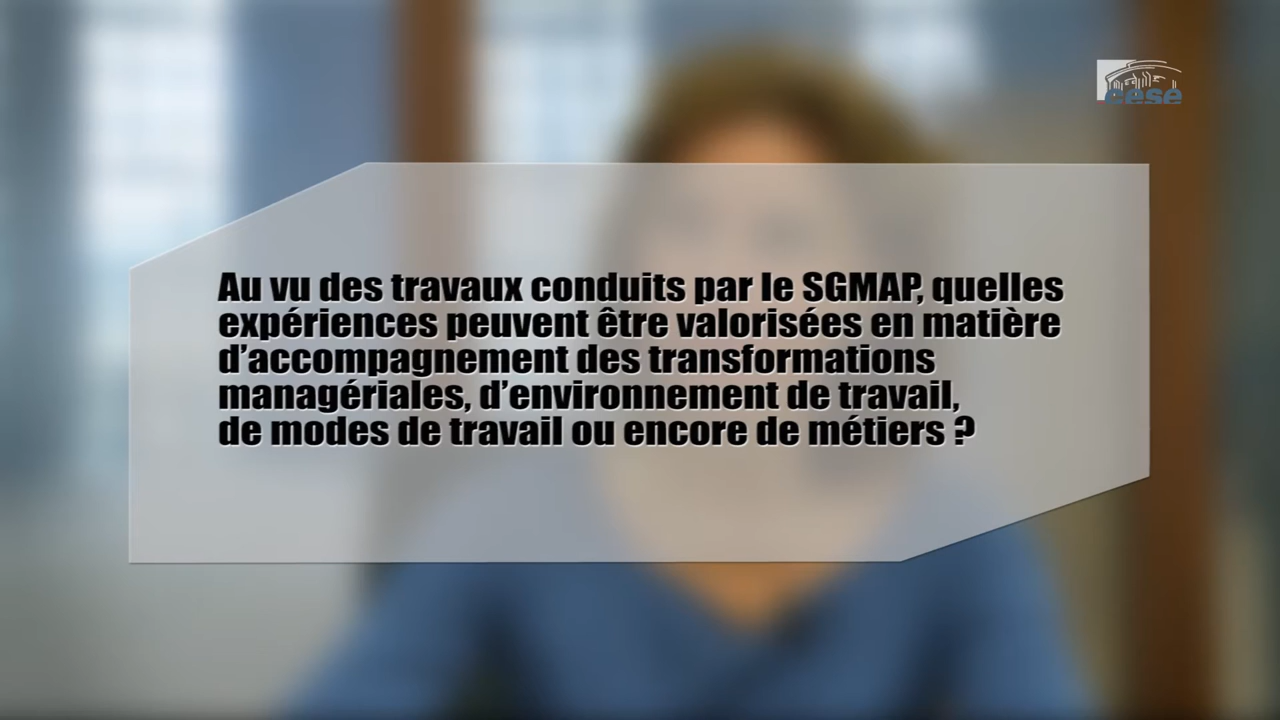 cese
Au vu des travaux conduits par le SGMAP, quelles
expériences peuvent être valorisées en matière
d'accompagnement des transformations
managériales, d'environnement de travail,
de modes de travail ou encore de métiers ?